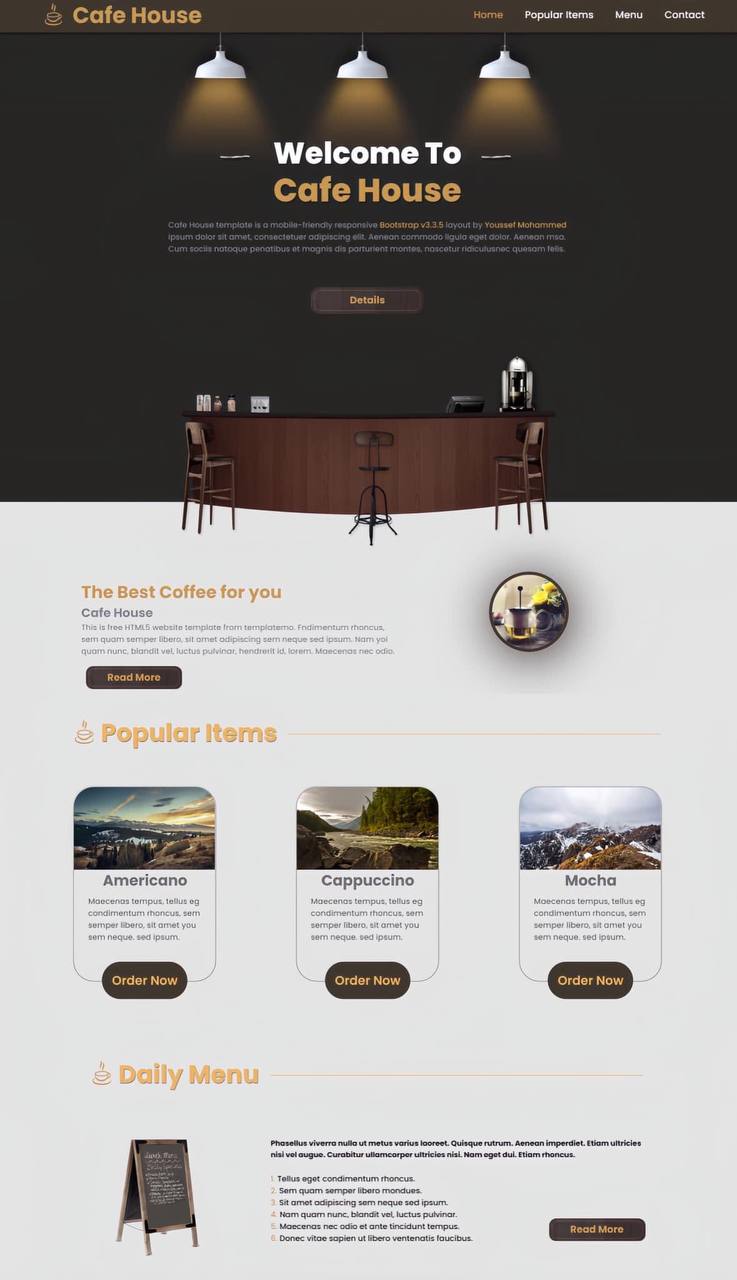 Cafe House
Home Popular Items Menu Contact
Welcome To
Cafe House
Cafe House template is a mobile-friendly responsive Bootstrap v3.3.5 layout by Youssef Mohammed
ipsum dolor sit amet, consectetuer adipiscing elit. Aenean commodo ligula eget dolor. Aenean msa.
Cum sociis natoque penatibus et magnis dis parturient montes, nascetur ridiculusnec quesam felis.
Details
The Best Coffee for you
Cafe House
This is free HTML5 website template from templatemo. Fndimentum rhoncus,
sem quam semper libero, sit amet adipiscing sem neque sed ipsum. Nam yol
quam nunc, blandit vel, luctus pulvinar, hendrerit id, lorem. Maecenas nec odio.
Read More
Popular Items
Americano
Maecenas tempus, tellus eg
condimentum rhoncus, sem
semper libero, sit amet you
sem neque. sed ipsum.
Order Now
Cappuccino
Maecenas tempus, tellus eg
condimentum rhoncus, sem
semper libero, sit amet you
sem neque. sed ipsum.
Order Now
Mocha
Maecenas tempus, tellus eg
condimentum rhoncus, sem
semper libero, sit amet you
sem neque. sed ipsum.
Order Now
Daily Menu
Phasellus viverra nulla ut metus varius laoreet. Quisque rutrum. Aenean imperdiet. Etiam ultricies
nisi vel augue. Curabitur ullamcorper ultricies nisi. Nam eget dui. Etiam rhoncus.
1. Tellus eget condimentum rhoncus.
2. Sem quam semper libero mondues.
3. Sit amet adipiscing sem neque sed ipsum.
4. Nam quam nunc, blandit vel, luctus pulvinar.
5. Maecenas nec odio et ante tincidunt tempus.
6. Donec vitae sapien ut libero ventenatis faucibus.
Read More